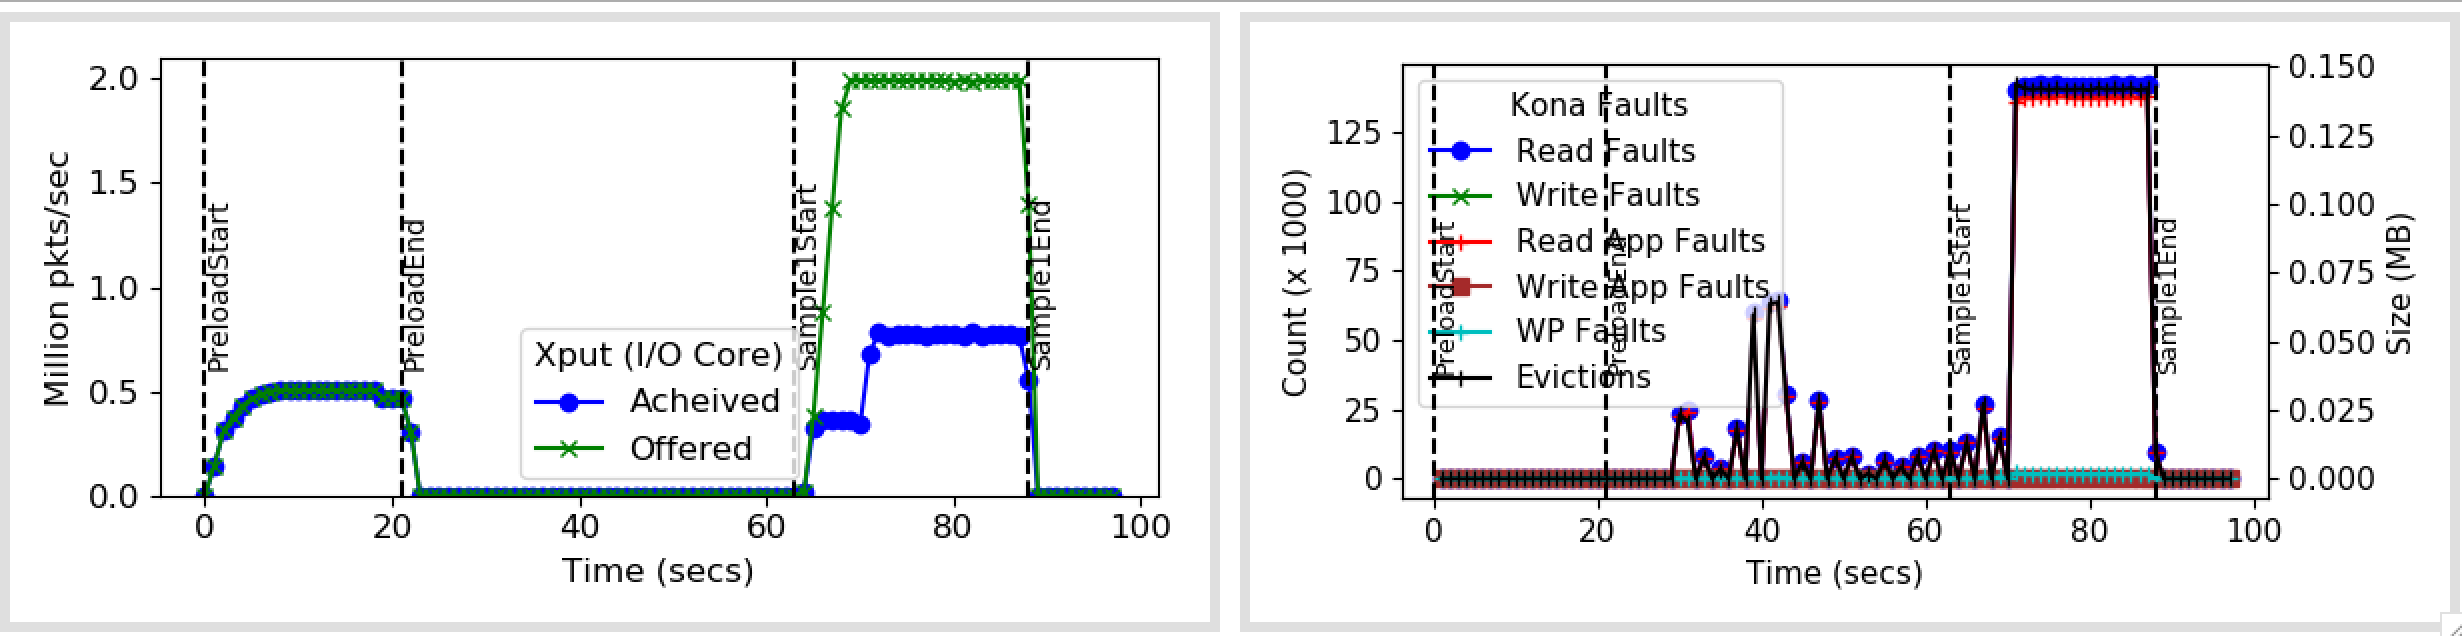 Million pkts/sec
2.0
1.5
1.0
0.5
0.0
PreloadStart
PreloadEnd
Sample1Start
Sample1End
Xput (I/O Core)
Acheived
Offered
0 20 40 60 80 100
Time (secs)
Count (x 1000)
125
100
75
50
25
0
Kona Faults
Read Faults
Write Faults
Read App Faults
Write App Faults
WP Faults
Evictions
PreloadStart
PreloadEnd
Sample1Start
Sample1End
0.150
0.125
0.100
0.075
0.050
0.025
0.000
Size (MB)
0 20 40 60 80 100
Time (secs)